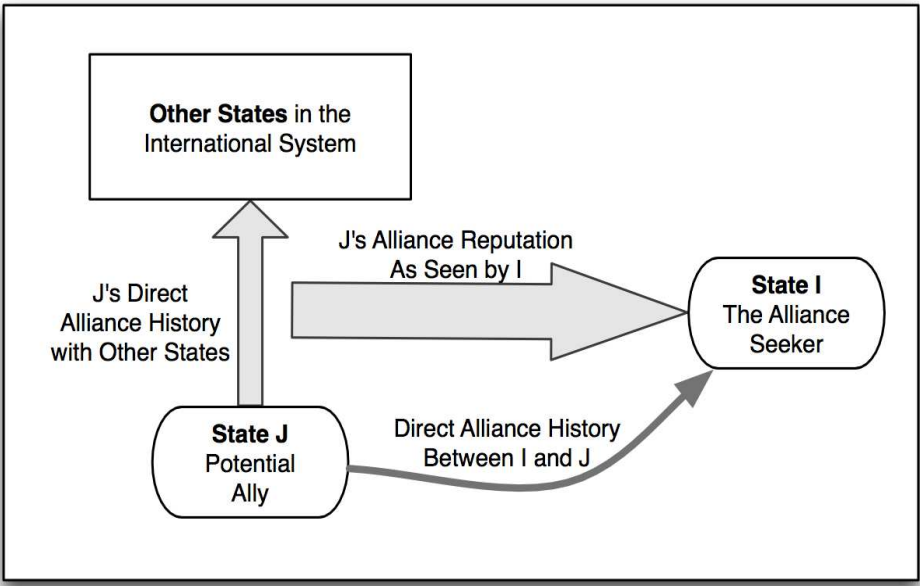 Other States in the
International System
J's Alliance Reputation
As Seen by I
J's Direct
Alliance History
with Other States
State I
The Alliance
Seeker
State J
Potential
Ally
Direct Alliance History
Between I and J